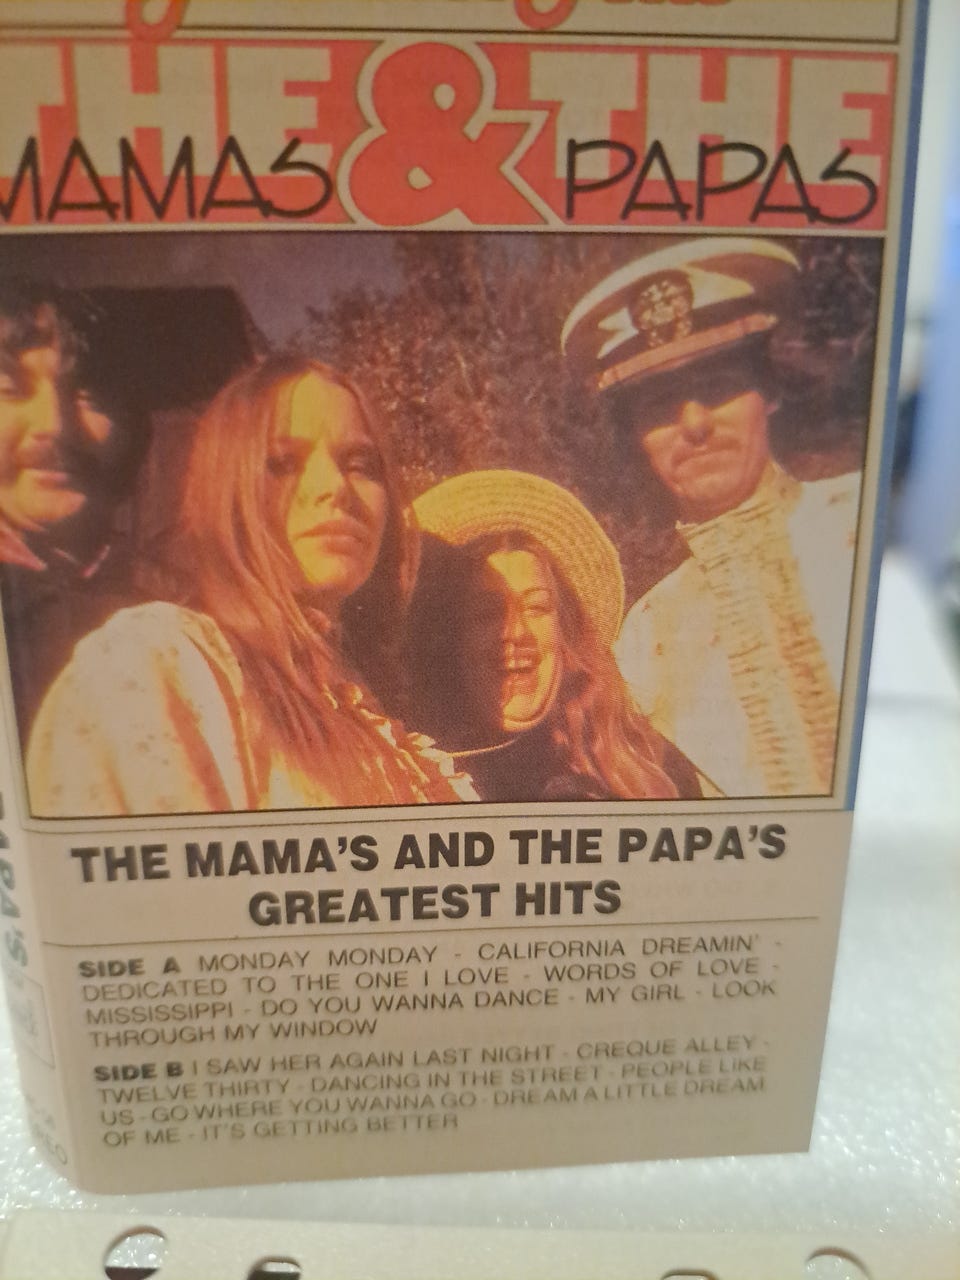 THE & THE
MAMAS PAPAS
THE MAMA'S AND THE PAPA'S
GREATEST HITS
SIDE A MONDAY MONDAY - CALIFORNIA DREAMIN' -
DEDICATED TO THE ONE I LOVE - WORDS OF LOVE -
MISSISSIPPI - DO YOU WANNA DANCE - MY GIRL - LOOK
THROUGH MY WINDOW
SIDE B I SAW HER AGAIN LAST NIGHT - CREQUE ALLEY -
TWELVE THIRTY - DANCING IN THE STREET - PEOPLE LIKE
US - GO WHERE YOU WANNA GO - DREAM A LITTLE DREAM
OF ME - IT'S GETTING BETTER
PAPA'S